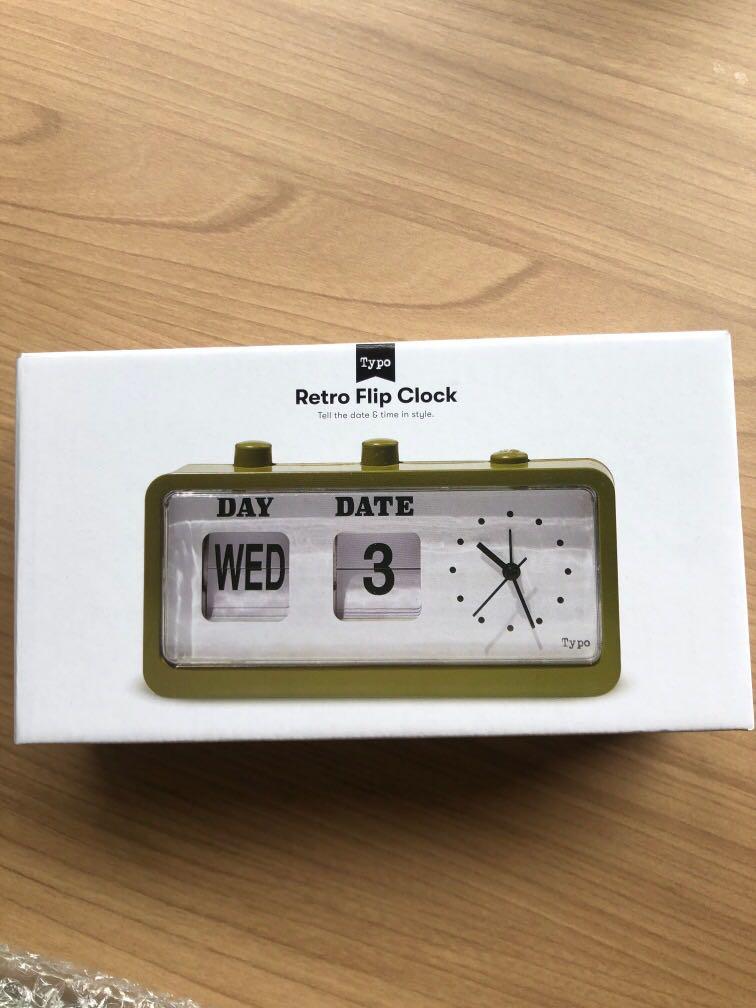 Typo
Retro Flip Clock
Tell the date & time in style.
DAY DATE
WED 3
Typo